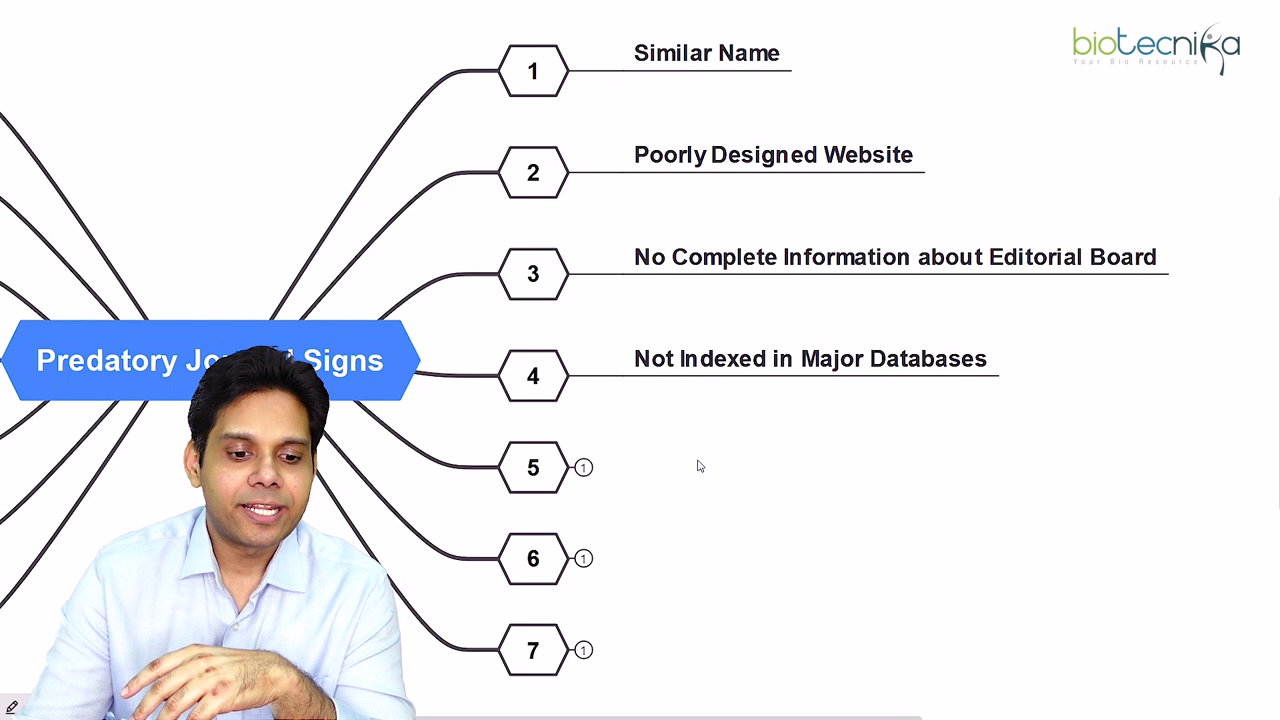 biotecnika
Your Bio Resource
1
Similar Name
2
Poorly Designed Website
3
No Complete Information about Editorial Board
Predatory Signs
4
Not Indexed in Major Databases
5
1
6
1
7
1